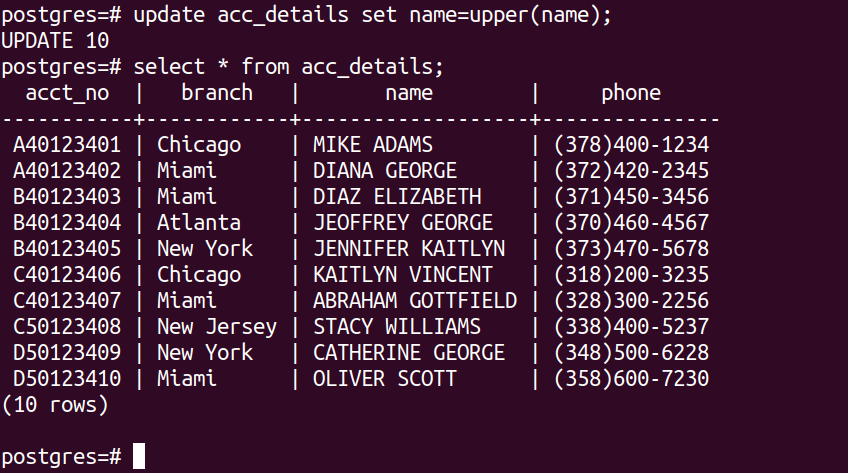 postgres=# update acc_details set name=upper(name);
UPDATE 10
postgres=# select * from acc_details;
  acct_no  |   branch   |       name        |     phone
-----------+------------+-------------------+---------------
 A40123401 | Chicago    | MIKE ADAMS        | (378)400-1234
 A40123402 | Miami      | DIANA GEORGE      | (372)420-2345
 B40123403 | Miami      | DIAZ ELIZABETH    | (371)450-3456
 B40123404 | Atlanta    | JEOFFREY GEORGE   | (370)460-4567
 B40123405 | New York   | JENNIFER KAITLYN  | (373)470-5678
 C40123406 | Chicago    | KAITLYN VINCENT   | (318)200-3235
 C40123407 | Miami      | ABRAHAM GOTTFIELD | (328)300-2256
 C50123408 | New Jersey | STACY WILLIAMS    | (338)400-5237
 D50123409 | New York   | CATHERINE GEORGE  | (348)500-6228
 D50123410 | Miami      | OLIVER SCOTT      | (358)600-7230
(10 rows)
postgres=#